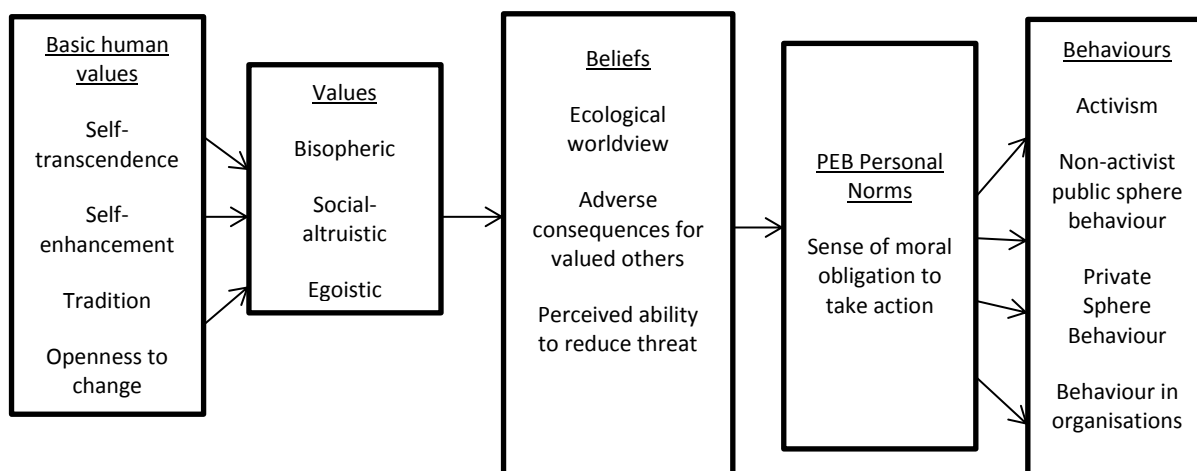 Basic human
values
Self-
transcendence
Self-
enhancement
Tradition
Openness to
change
Values
Bisopheric
Social-
altruistic
Egoistic
Beliefs
Ecological
worldview
Adverse
consequences for
valued others
Perceived ability
to reduce threat
PEB Personal
Norms
Sense of moral
obligation to
take action
Behaviours
Activism
Non-activist
public sphere
behaviour
Private
Sphere
Behaviour
Behaviour in
organisations